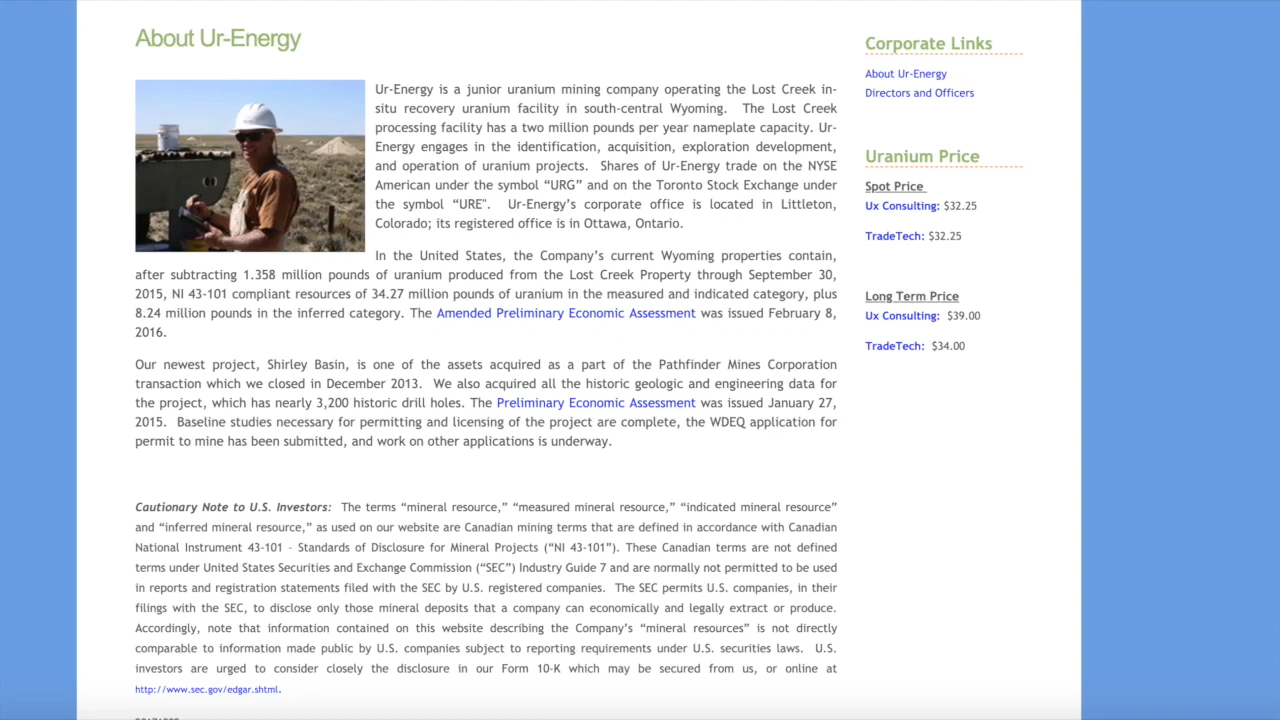 About Ur-Energy
Ur-Energy is a junior uranium mining company operating the Lost Creek in-
situ recovery uranium facility in south-central Wyoming. The Lost Creek
processing facility has a two million pounds per year nameplate capacity. Ur-
Energy engages in the identification, acquisition, exploration development,
and operation of uranium projects. Shares of Ur-Energy trade on the NYSE
American under the symbol “URG” and on the Toronto Stock Exchange under
the symbol “URE". Ur-Energy’s corporate office is located in Littleton,
Colorado; its registered office is in Ottawa, Ontario.
In the United States, the Company’s current Wyoming properties contain,
after subtracting 1.358 million pounds of uranium produced from the Lost Creek Property through September 30,
2015, NI 43-101 compliant resources of 34.27 million pounds of uranium in the measured and indicated category, plus
8.24 million pounds in the inferred category. The Amended Preliminary Economic Assessment was issued February 8,
2016.
Our newest project, Shirley Basin, is one of the assets acquired as a part of the Pathfinder Mines Corporation
transaction which we closed in December 2013. We also acquired all the historic geologic and engineering data for
the project, which has nearly 3,200 historic drill holes. The Preliminary Economic Assessment was issued January 27,
2015. Baseline studies necessary for permitting and licensing of the project are complete, the WDEQ application for
permit to mine has been submitted, and work on other applications is underway.
Cautionary Note to U.S. Investors: The terms “mineral resource,” “measured mineral resource,” “indicated mineral resource”
and “inferred mineral resource,” as used on our website are Canadian mining terms that are defined in accordance with Canadian
National Instrument 43-101 – Standards of Disclosure for Mineral Projects (“NI 43-101”). These Canadian terms are not defined
terms under United States Securities and Exchange Commission (“SEC”) Industry Guide 7 and are normally not permitted to be used
in reports and registration statements filed with the SEC by U.S. registered companies. The SEC permits U.S. companies, in their
filings with the SEC, to disclose only those mineral deposits that a company can economically and legally extract or produce.
Accordingly, note that information contained on this website describing the Company’s “mineral resources” is not directly
comparable to information made public by U.S. companies subject to reporting requirements under U.S. securities laws. U.S.
investors are urged to consider closely the disclosure in our Form 10-K which may be secured from us, or online at
http://www.sec.gov/edgar.shtml.
Corporate Links
About Ur-Energy
Directors and Officers
Uranium Price
Spot Price
Ux Consulting: $32.25
TradeTech: $32.25
Long Term Price
Ux Consulting: $39.00
TradeTech: $34.00